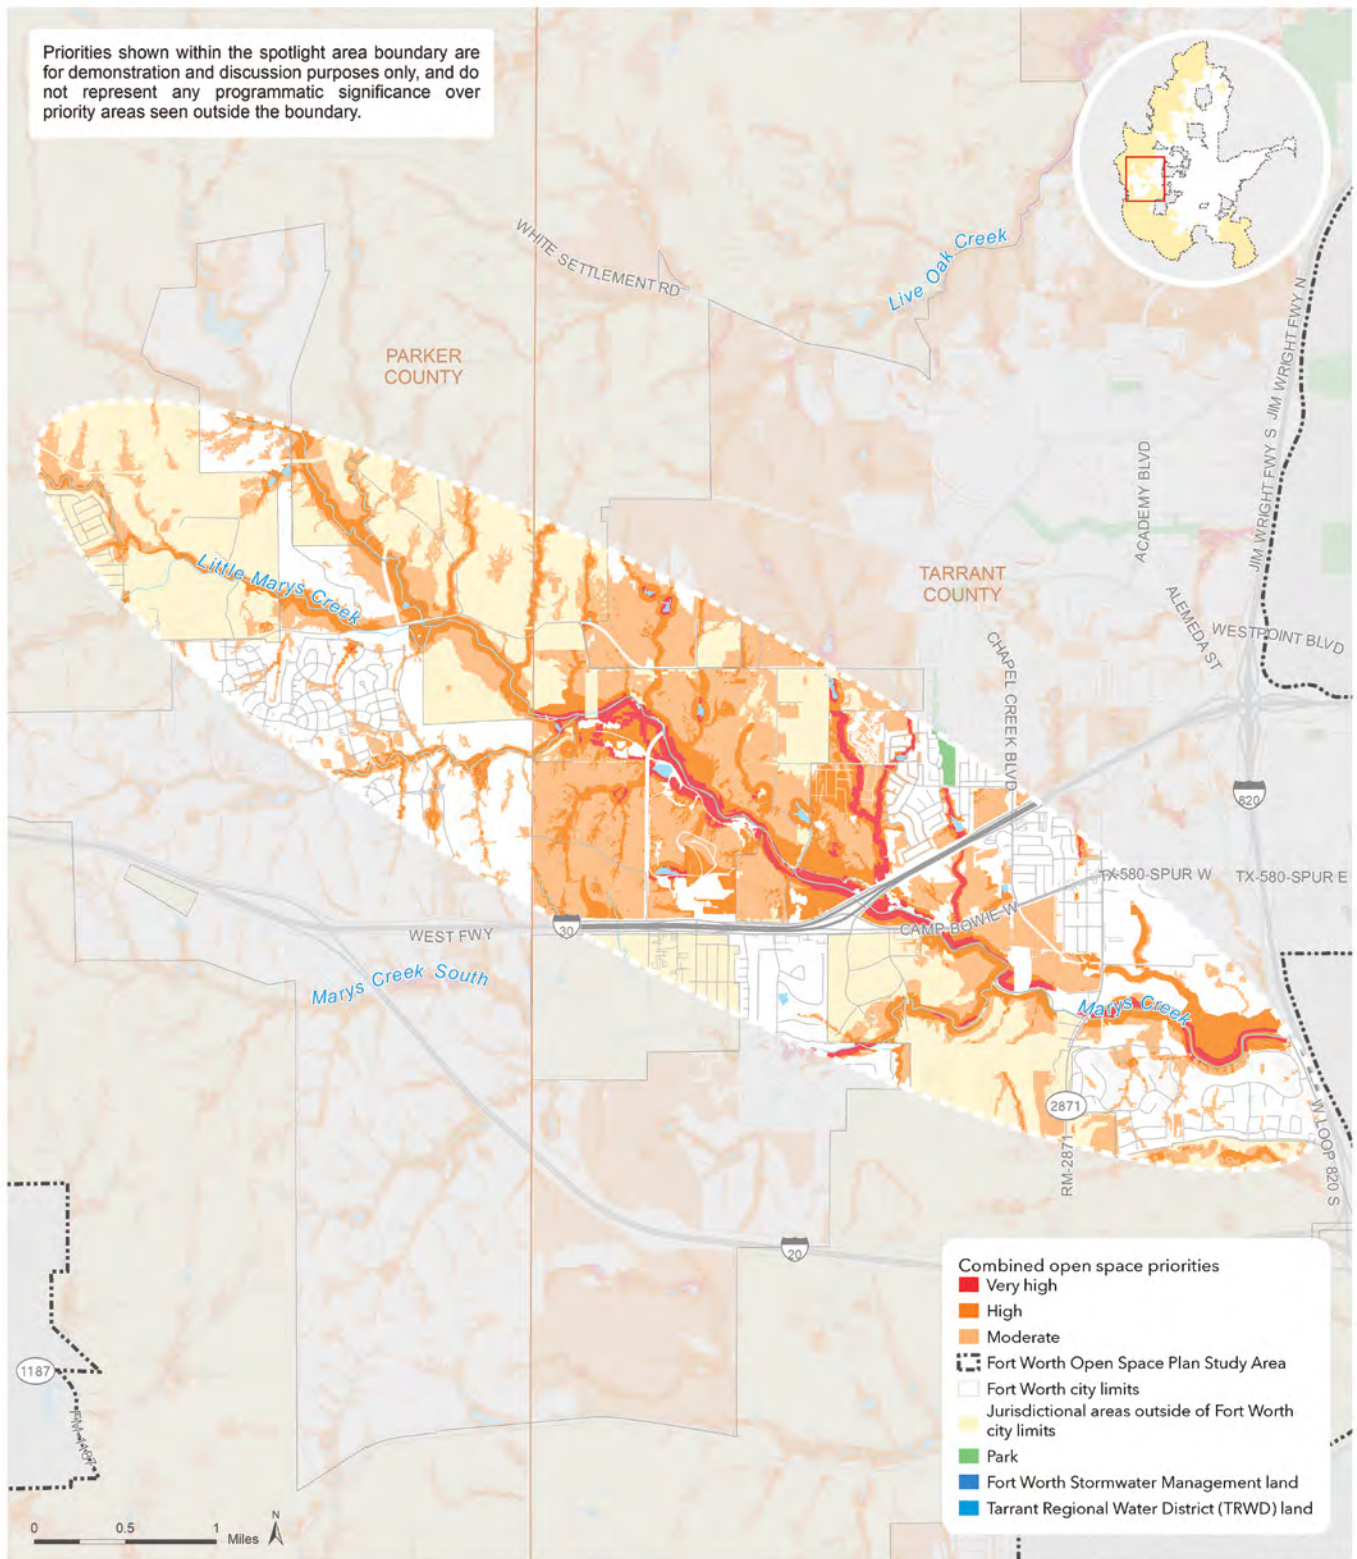 Priorities shown within the spotlight area boundary are
for demonstration and discussion purposes only, and do
not represent any programmatic significance over
priority areas seen outside the boundary.
WHITE SETTLEMENT RD
Live Oak Creek
JIM WRIGHT FWY N
JIM WRIGHT FWY S
PARKER
COUNTY
ACADEMY BLVD
TARRANT
COUNTY
ALEMEDA ST
WESTPOINT BLVD
Little Marys Creek
CHAPEL CREEK BLVD
820
TX-580-SPUR W
TX-580-SPUR E
30
WEST FWY
CAMP BOWIE W
Marys Creek South
Marys Creek
2871
RM-2871
W LOOP 820 S
20
1187
Combined open space priorities
Very high
High
Moderate
Fort Worth Open Space Plan Study Area
Fort Worth city limits
Jurisdictional areas outside of Fort Worth
city limits
Park
Fort Worth Stormwater Management land
Tarrant Regional Water District (TRWD) land
0
0.5
1
Miles
N